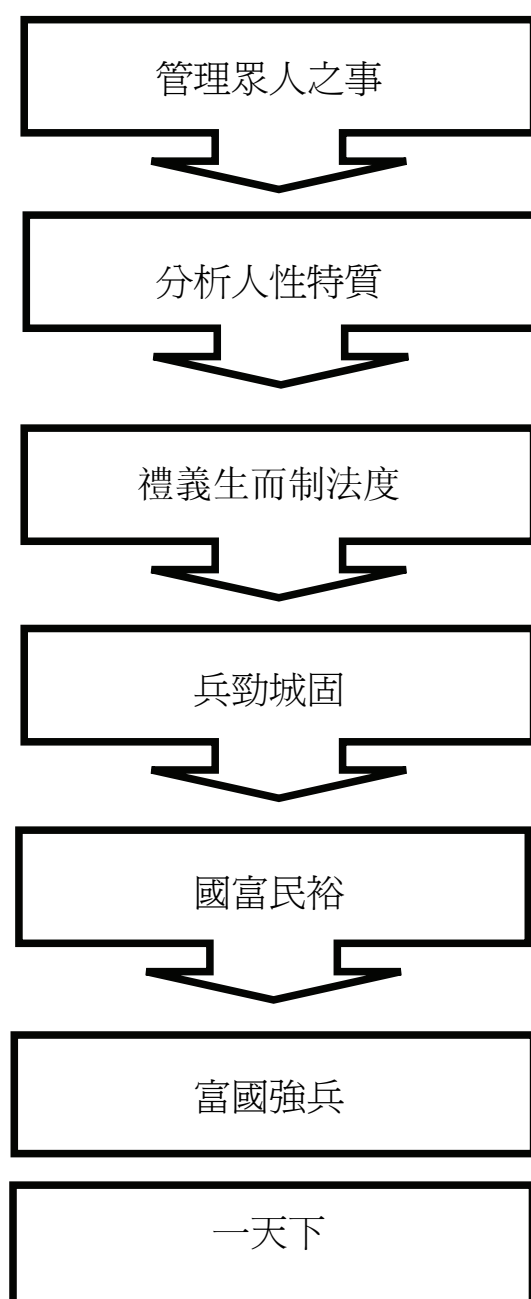 管理眾人之事
分析人性特質
禮義生而制法度
兵勁城固
國富民裕
富國強兵
一天下